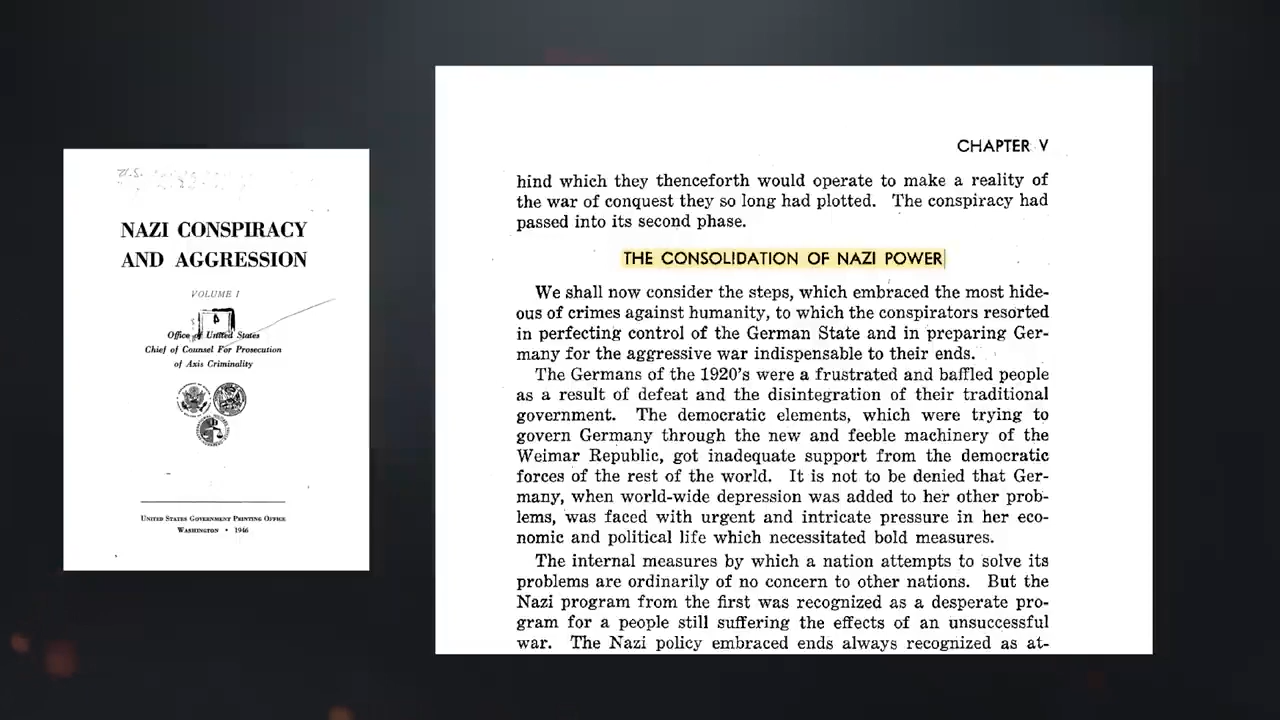 NAZI CONSPIRACY
AND AGGRESSION
VOLUME I
Office of United States
Chief of Counsel For Prosecution
of Axis Criminality
UNITED STATES GOVERNMENT PRINTING OFFICE
WASHINGTON • 1946
CHAPTER V
hind which they thenceforth would operate to make a reality of
the war of conquest they so long had plotted. The conspiracy had
passed into its second phase.
THE CONSOLIDATION OF NAZI POWER
We shall now consider the steps, which embraced the most hide-
ous of crimes against humanity, to which the conspirators resorted
in perfecting control of the German State and in preparing Ger-
many for the aggressive war indispensable to their ends.
The Germans of the 1920's were a frustrated and baffled people
as a result of defeat and the disintegration of their traditional
government. The democratic elements, which were trying to
govern Germany through the new and feeble machinery of the
Weimar Republic, got inadequate support from the democratic
forces of the rest of the world. It is not to be denied that Ger-
many, when world-wide depression was added to her other prob-
lems, was faced with urgent and intricate pressure in her eco-
nomic and political life which necessitated bold measures.
The internal measures by which a nation attempts to solve its
problems are ordinarily of no concern to other nations. But the
Nazi program from the first was recognized as a desperate pro-
gram for a people still suffering the effects of an unsuccessful
war. The Nazi policy embraced ends always recognized as at-